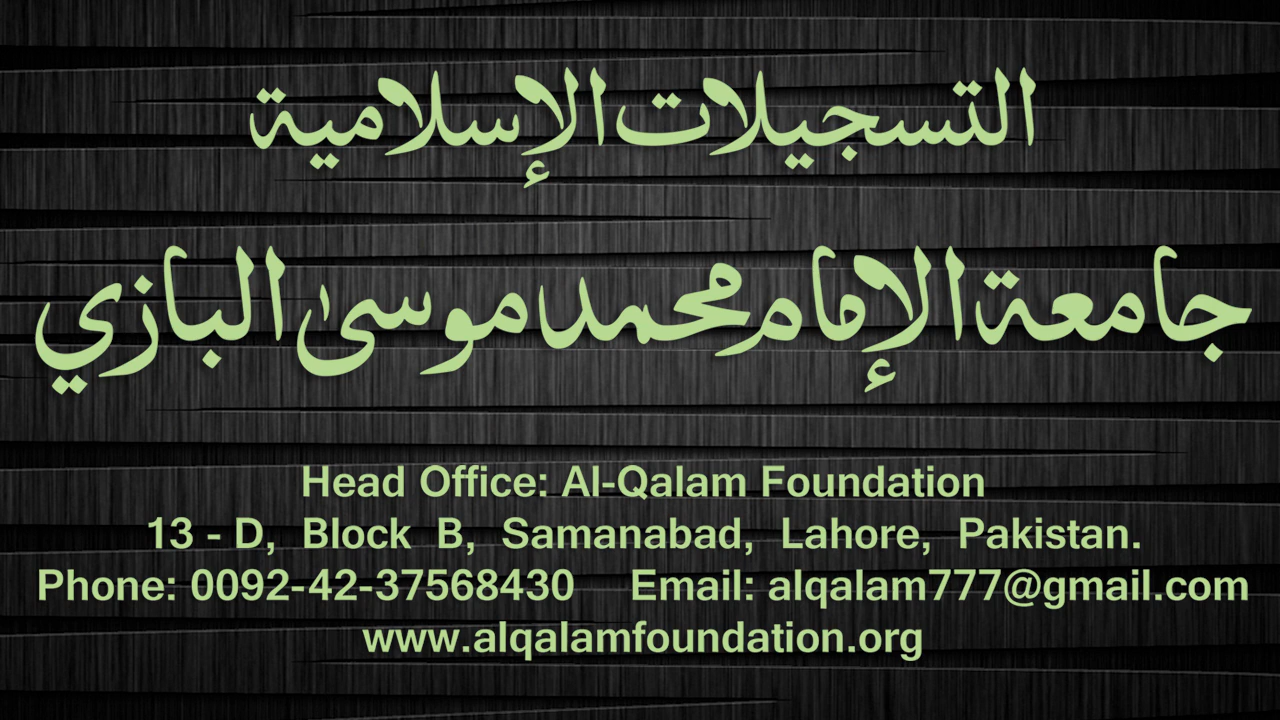 التسجيلات الإسلامية
جامعة الإمام محمد موسىٰ البازي
Head Office: Al-Qalam Foundation
13 - D, Block B, Samanabad, Lahore, Pakistan.
Phone: 0092-42-37568430 Email: alqalam777@gmail.com
www.alqalamfoundation.org